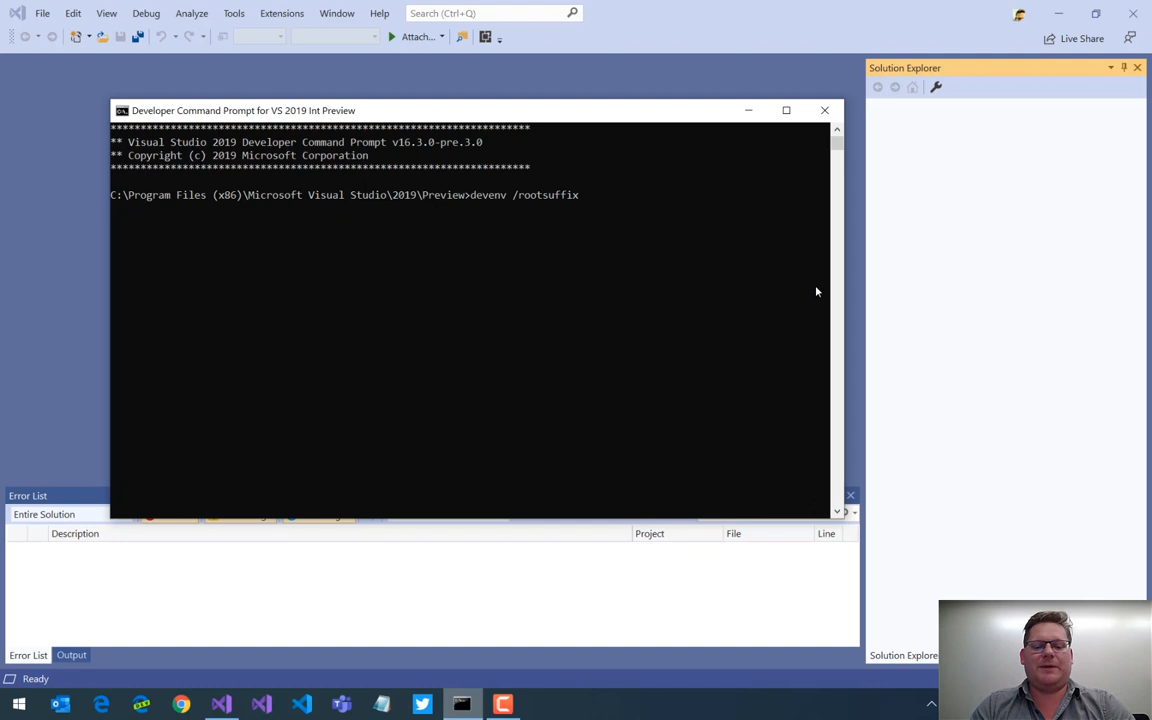 File Edit View Debug Analyze Tools Extensions Window Help Search (Ctrl+Q)
Attach...
Live Share
Solution Explorer
Developer Command Prompt for VS 2019 Int Preview
**********************************************************************
** Visual Studio 2019 Developer Command Prompt v16.3.0-pre.3.0
** Copyright (c) 2019 Microsoft Corporation
**********************************************************************
C:\Program Files (x86)\Microsoft Visual Studio\2019\Preview>devenv /rootsuffix
Error List
Entire Solution
Description Project File Line
Error List Output
Solution Explorer
Ready